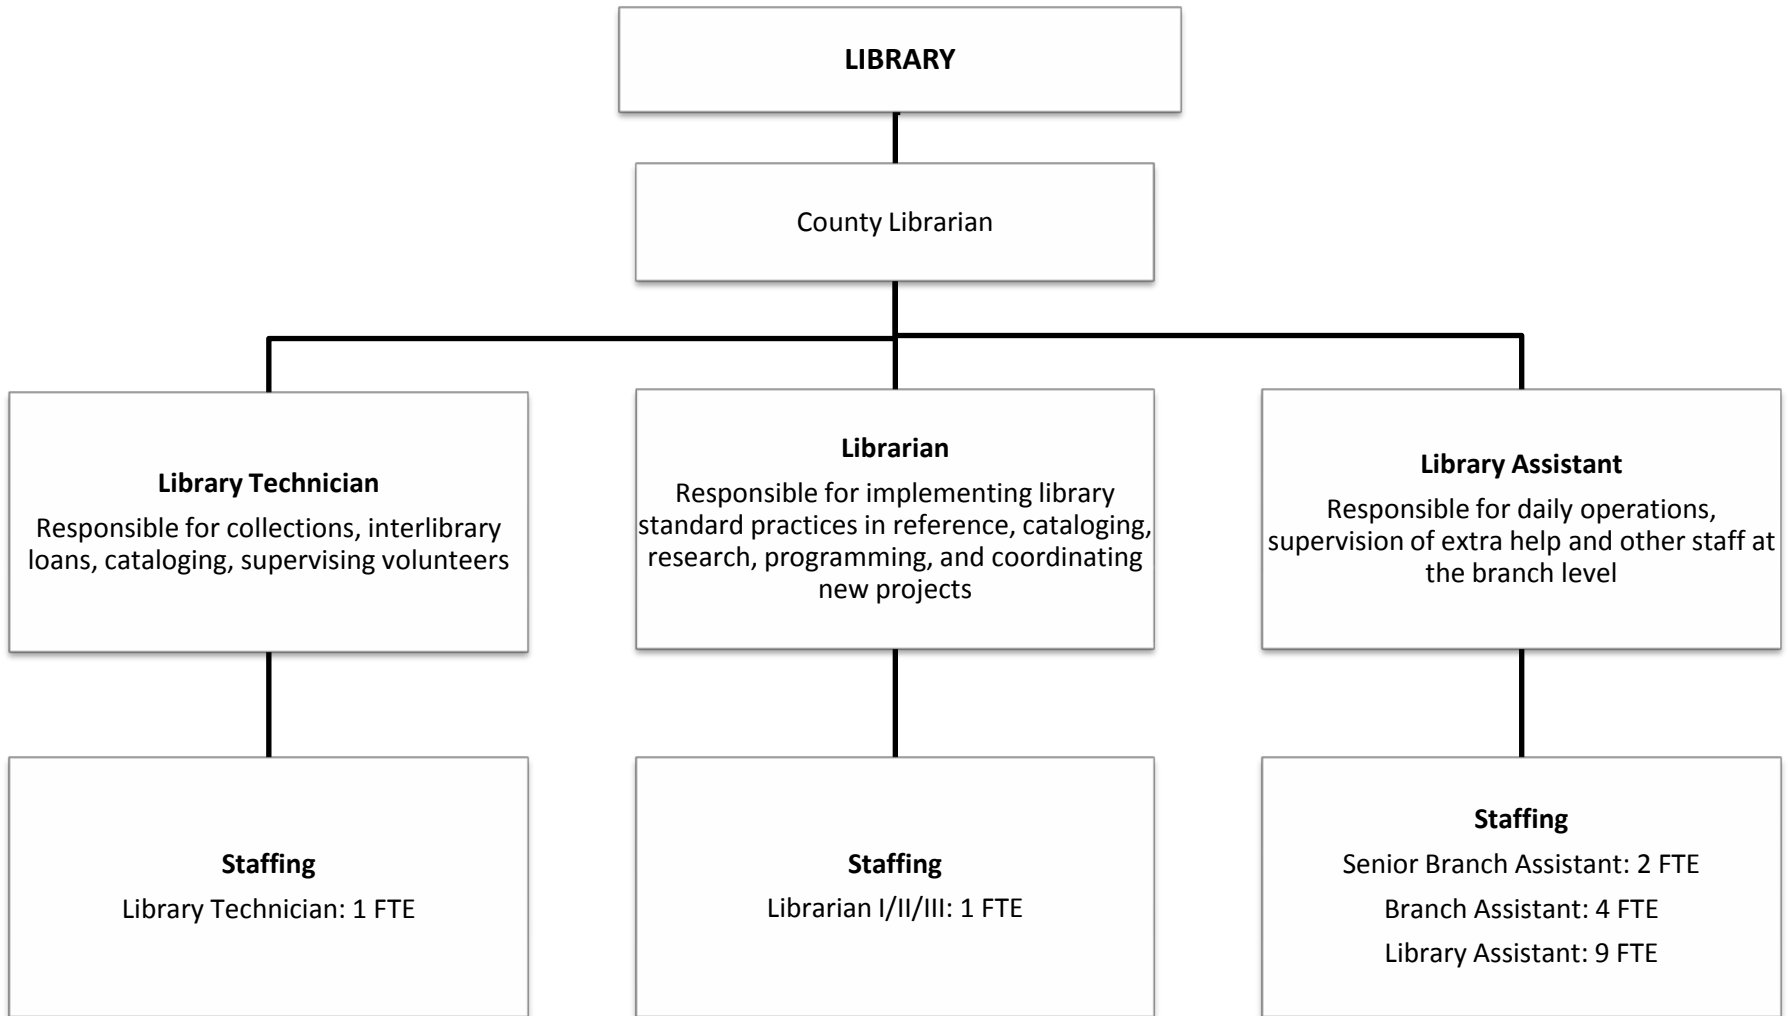 LIBRARY
County Librarian
Library Technician
Responsible for collections, interlibrary
loans, cataloging, supervising volunteers
Librarian
Responsible for implementing library
standard practices in reference, cataloging,
research, programming, and coordinating
new projects
Library Assistant
Responsible for daily operations,
supervision of extra help and other staff at
the branch level
Staffing
Library Technician: 1 FTE
Staffing
Librarian I/II/III: 1 FTE
Staffing
Senior Branch Assistant: 2 FTE
Branch Assistant: 4 FTE
Library Assistant: 9 FTE